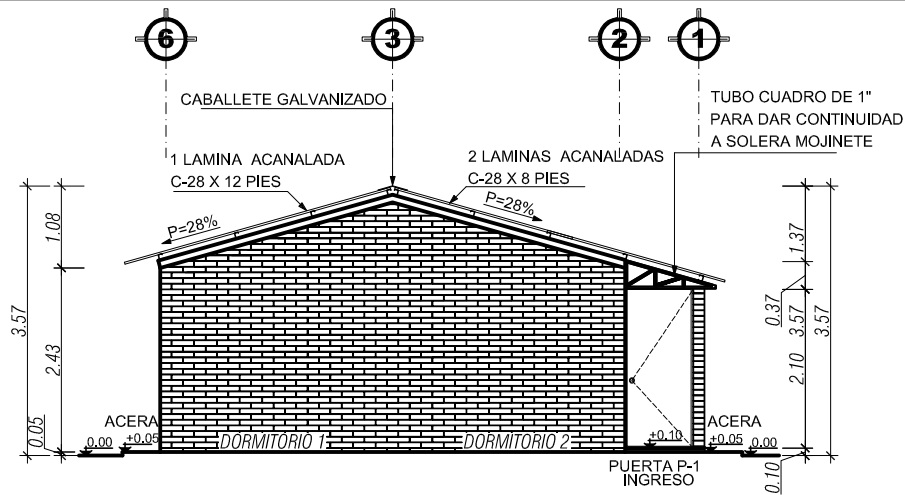 6
3
2
1
CABALLETE GALVANIZADO
TUBO CUADRO DE 1"
PARA DAR CONTINUIDAD
A SOLERA MOJINETE
1 LAMINA ACANALADA
C-28 X 12 PIES
2 LAMINAS ACANALADAS
C-28 X 8 PIES
P=28%
P=28%
1.08
3.57
2.43
0.05
1.37
0.37
3.57
3.57
2.10
0.10
ACERA
0.00
+0.05
DORMITORIO 1
DORMITORIO 2
+0.10
ACERA
+0.05
0.00
PUERTA P-1
INGRESO